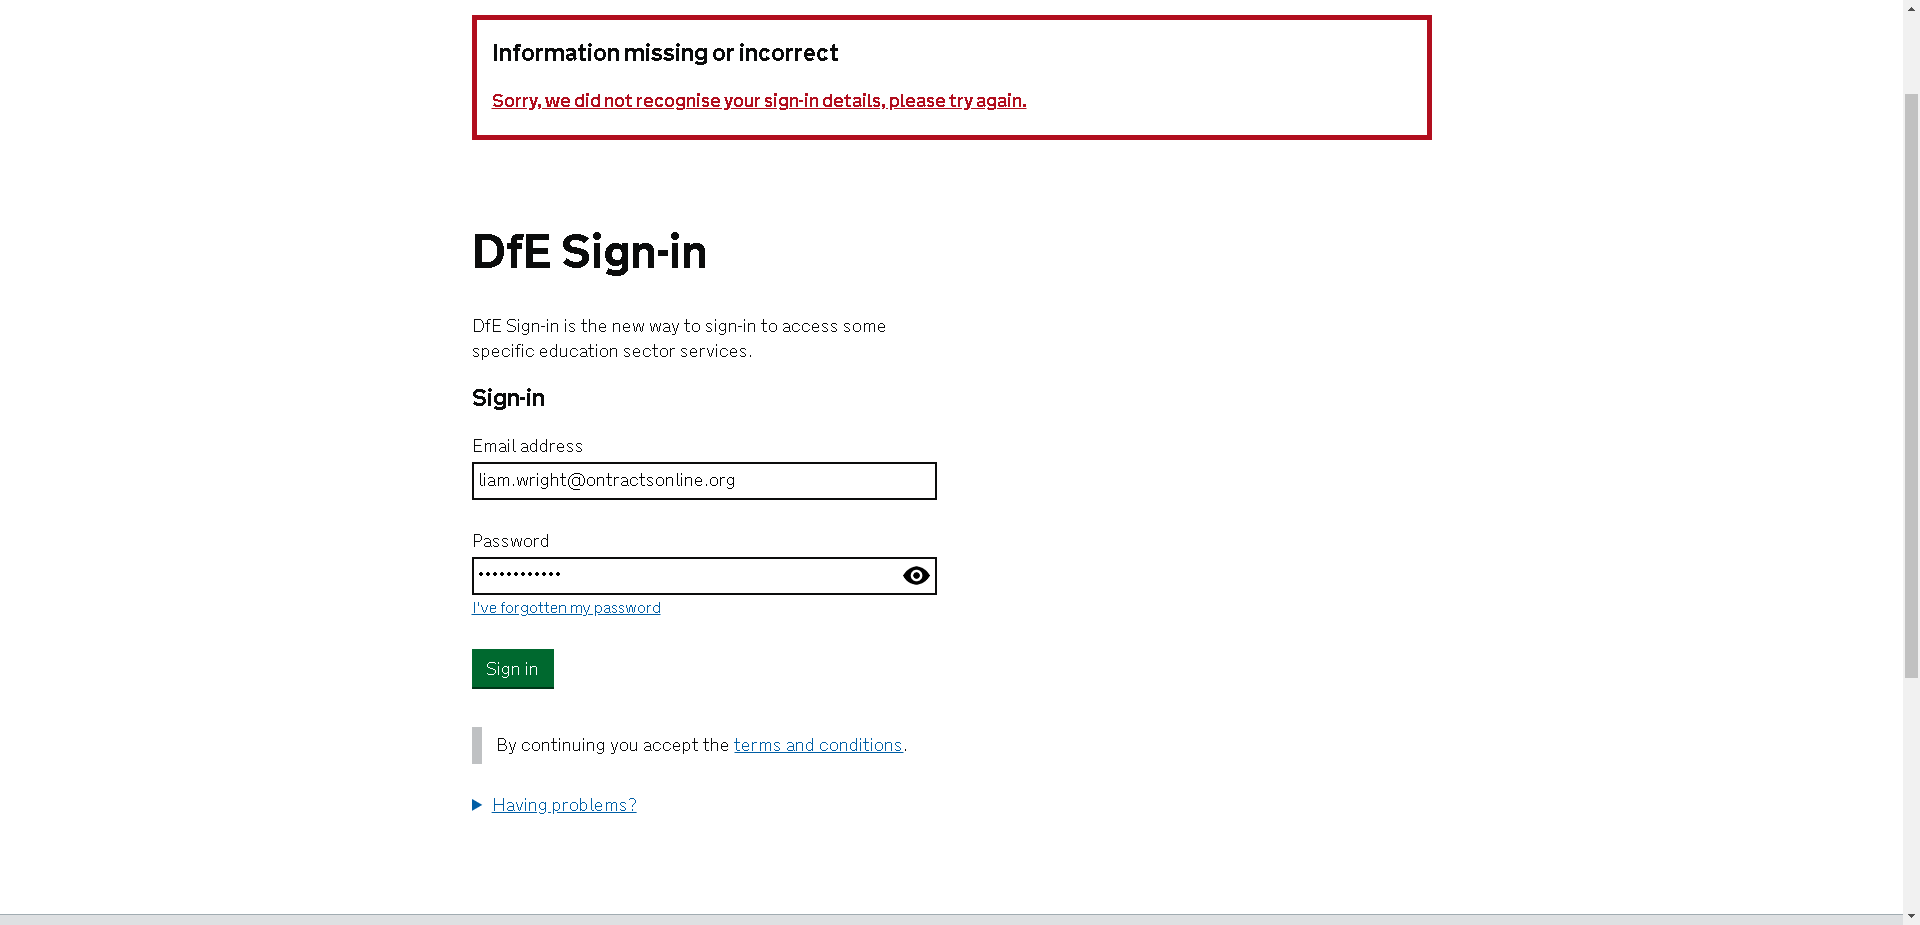 Information missing or incorrect
Sorry, we did not recognise your sign-in details, please try again.
DfE Sign-in
DfE Sign-in is the new way to sign-in to access some
specific education sector services.
Sign-in
Email address
liam.wright@ontractsonline.org
Password
••••••••••••
I've forgotten my password
Sign in
By continuing you accept the terms and conditions.
Having problems?